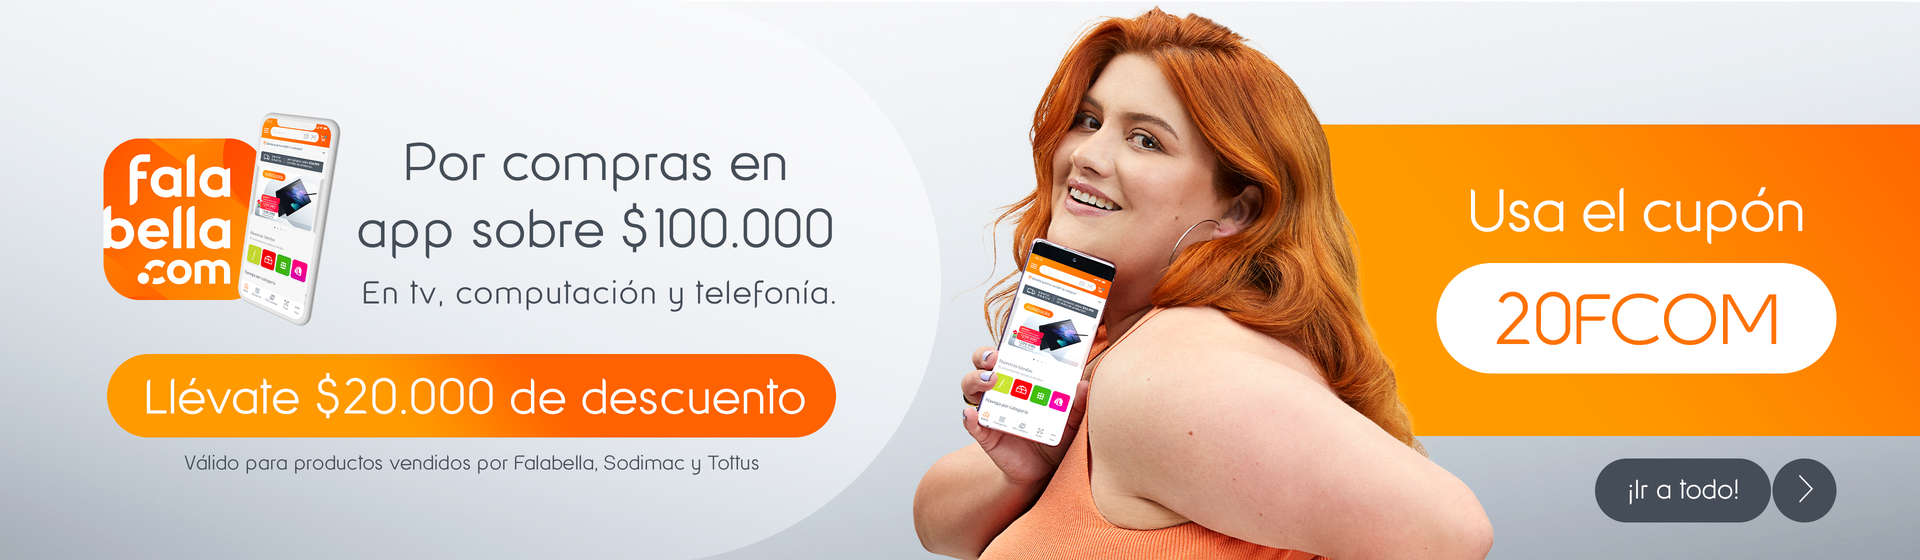 fala
bella
.com
Por compras en
app sobre $100.000
En tv, computación y telefonía.
Llévate $20.000 de descuento
Válido para productos vendidos por Falabella, Sodimac y Tottus
Usa el cupón
20FCOM
¡Ir a todo!